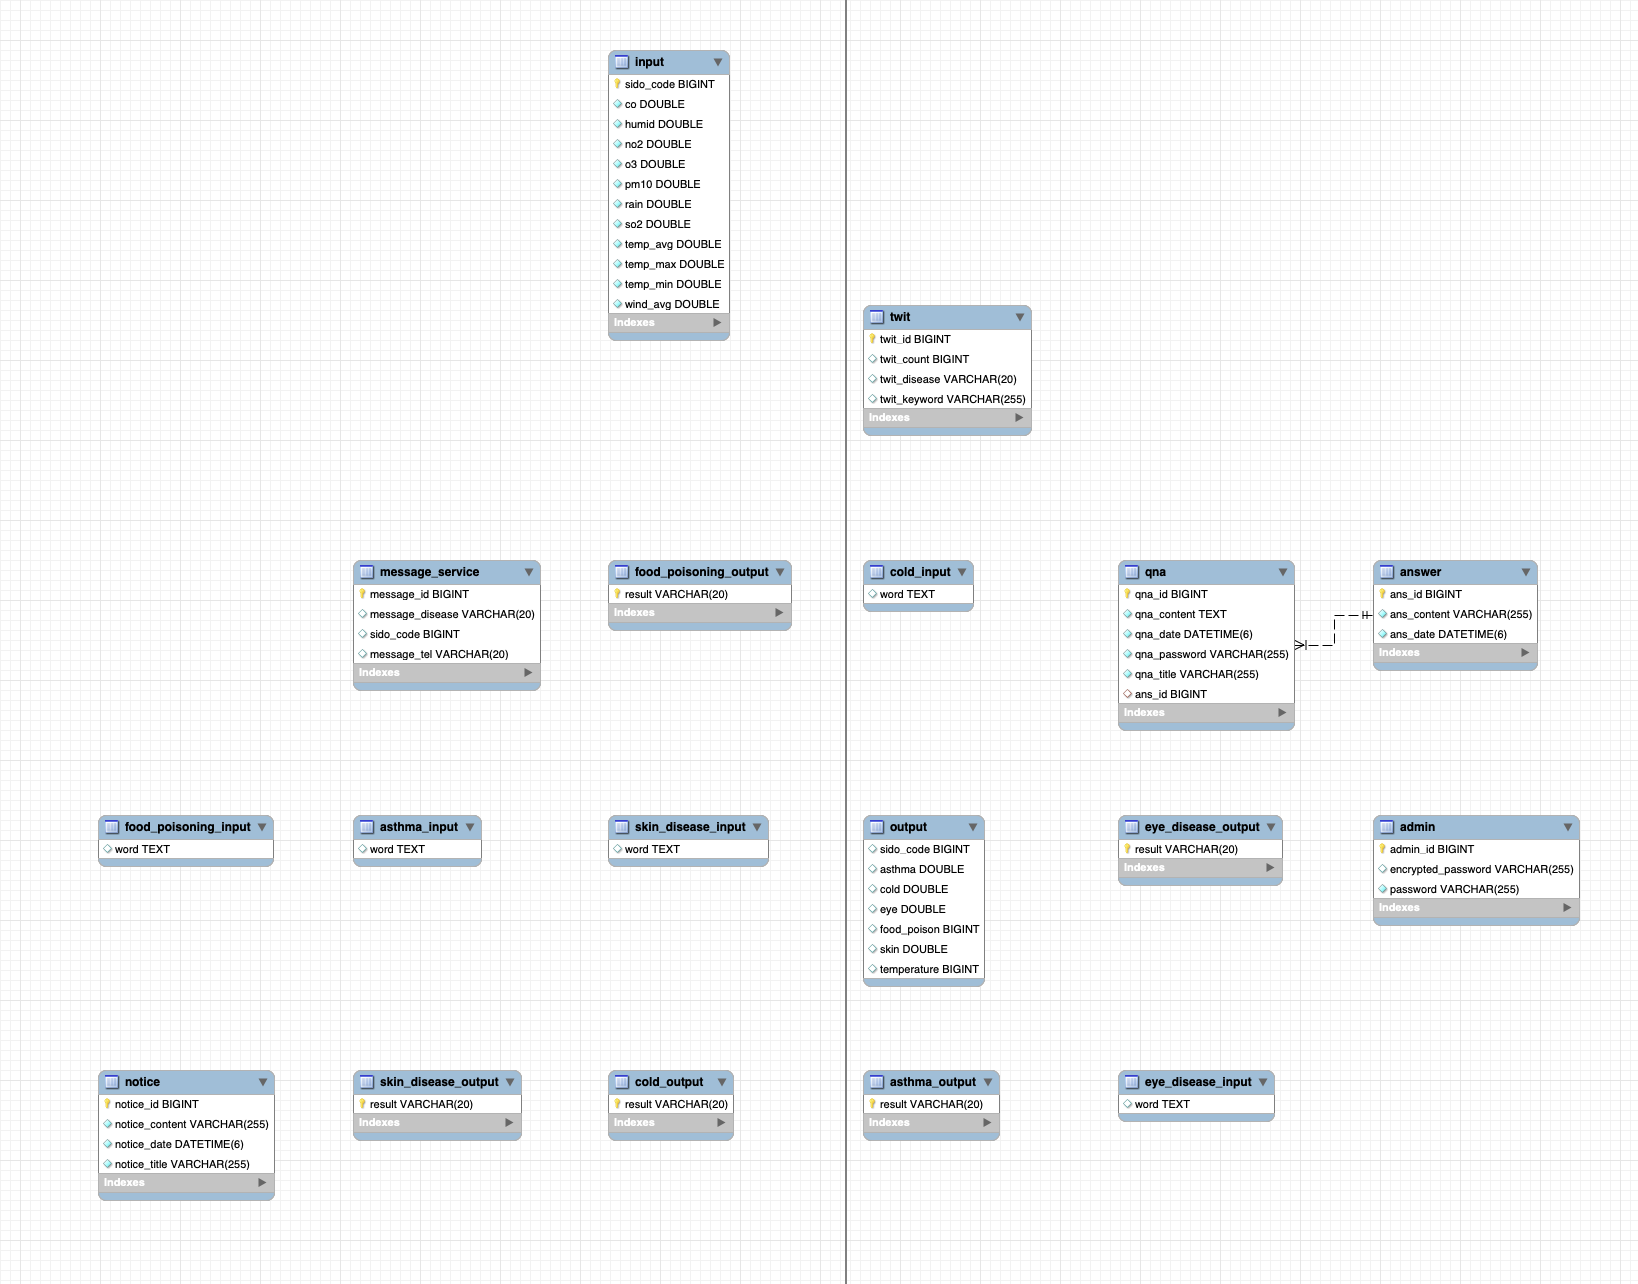 input
sido_code BIGINT
co DOUBLE
humid DOUBLE
no2 DOUBLE
o3 DOUBLE
pm10 DOUBLE
rain DOUBLE
so2 DOUBLE
temp_avg DOUBLE
temp_max DOUBLE
temp_min DOUBLE
wind_avg DOUBLE
Indexes
twit
twit_id BIGINT
twit_count BIGINT
twit_disease VARCHAR(20)
twit_keyword VARCHAR(255)
Indexes
message_service
message_id BIGINT
message_disease VARCHAR(20)
sido_code BIGINT
message_tel VARCHAR(20)
Indexes
food_poisoning_output
result VARCHAR(20)
Indexes
cold_input
word TEXT
qna
qna_id BIGINT
qna_content TEXT
qna_date DATETIME(6)
qna_password VARCHAR(255)
qna_title VARCHAR(255)
ans_id BIGINT
Indexes
answer
ans_id BIGINT
ans_content VARCHAR(255)
ans_date DATETIME(6)
Indexes
food_poisoning_input
word TEXT
asthma_input
word TEXT
skin_disease_input
word TEXT
output
sido_code BIGINT
asthma DOUBLE
cold DOUBLE
eye DOUBLE
food_poison BIGINT
skin DOUBLE
temperature BIGINT
eye_disease_output
result VARCHAR(20)
Indexes
admin
admin_id BIGINT
encrypted_password VARCHAR(255)
password VARCHAR(255)
Indexes
notice
notice_id BIGINT
notice_content VARCHAR(255)
notice_date DATETIME(6)
notice_title VARCHAR(255)
Indexes
skin_disease_output
result VARCHAR(20)
Indexes
cold_output
result VARCHAR(20)
Indexes
asthma_output
result VARCHAR(20)
Indexes
eye_disease_input
word TEXT